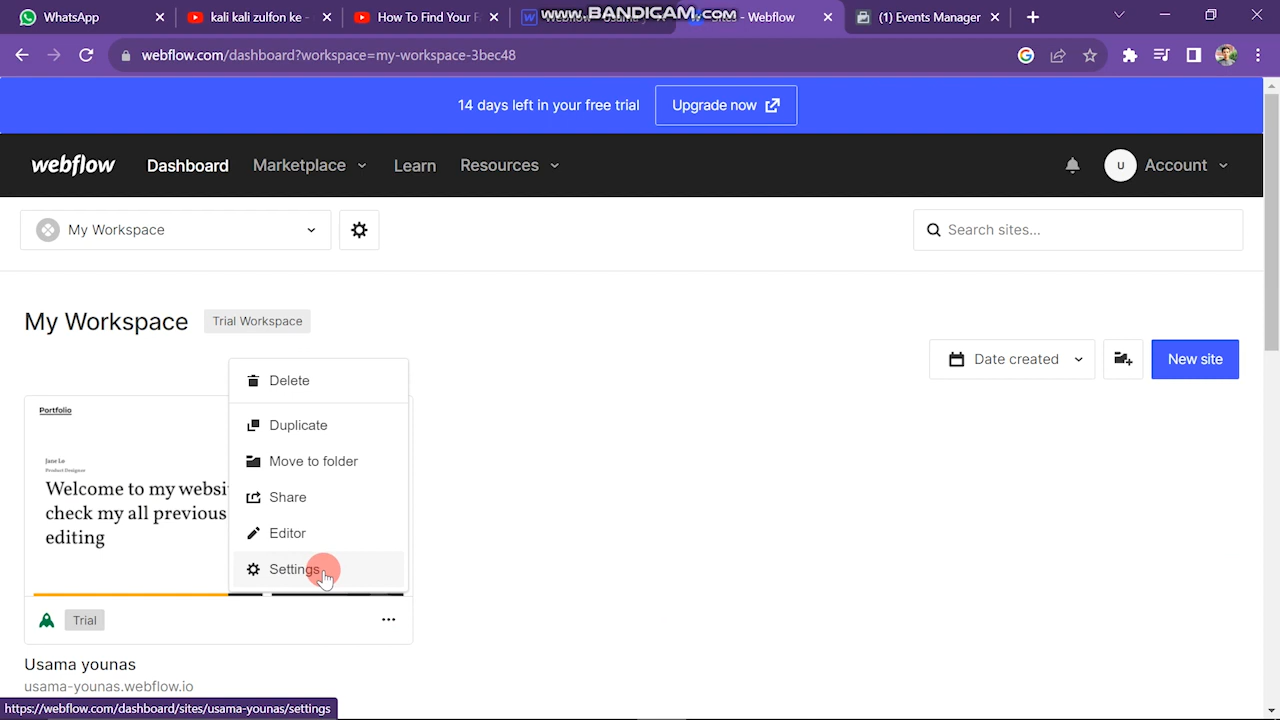 WhatsApp
kali kali zulfon ke -
How To Find Your F
www.BANDICAM.com
- Webflow
(1) Events Manager
webflow.com/dashboard?workspace=my-workspace-3bec48
14 days left in your free trial
Upgrade now
webflow
Dashboard
Marketplace
Learn
Resources
U
Account
My Workspace
Search sites...
My Workspace
Trial Workspace
Date created
New site
Delete
Duplicate
Move to folder
Share
Editor
Settings
Portfolio
Jane Lo
Product Designer
Welcome to my websi
check my all previous
editing
Trial
Usama younas
usama-younas.webflow.io
https://webflow.com/dashboard/sites/usama-younas/settings